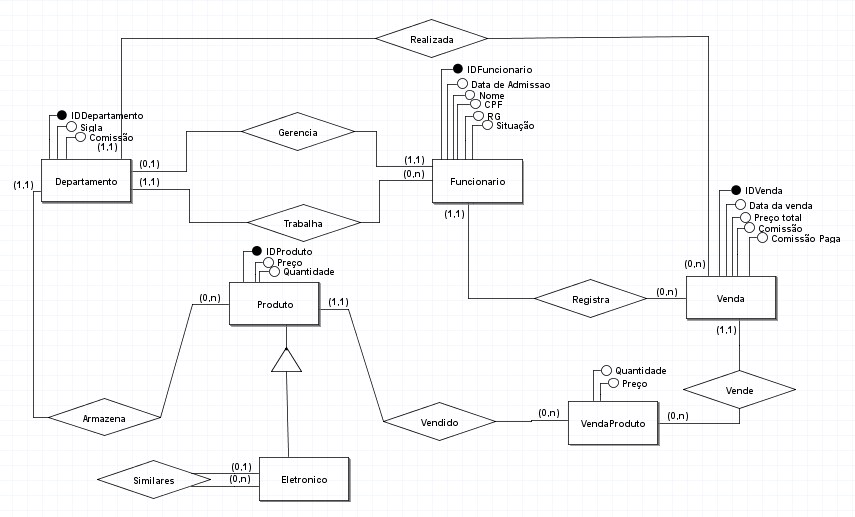 Realizada
IDFuncionario
Data de Admissao
Nome
CPF
RG
Situação
IDDepartamento
Sigla
Comissão
(1,1)
Gerencia
(0,1)
(1,1)
Departamento
Funcionario
(1,1)
(1,1)
(0,n)
Trabalha
(1,1)
IDVenda
Data da venda
Preço total
Comissão
Comissão Paga
(0,n)
IDProduto
Preço
Quantidade
Produto
(0,n)
(1,1)
Registra
(0,n)
Venda
(1,1)
Quantidade
Preço
Vende
Armazena
Vendido
(0,n)
VendaProduto
(0,n)
Similares
(0,1)
(0,n)
Eletronico